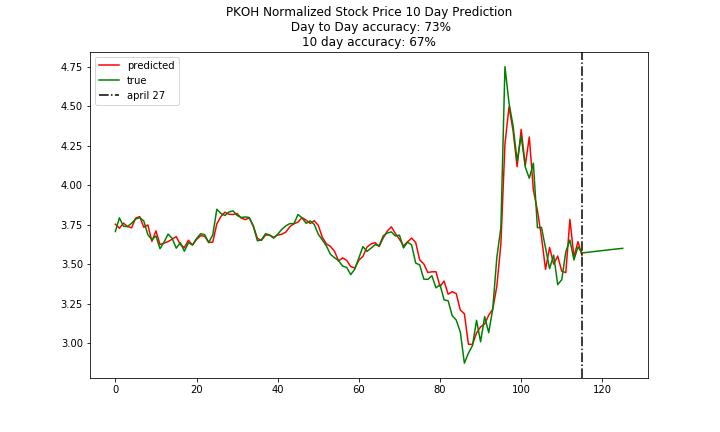 PKOH Normalized Stock Price 10 Day Prediction
Day to Day accuracy: 73%
10 day accuracy: 67%
predicted
true
april 27
4.75
4.50
4.25
4.00
3.75
3.50
3.25
3.00
0 20 40 60 80 100 120